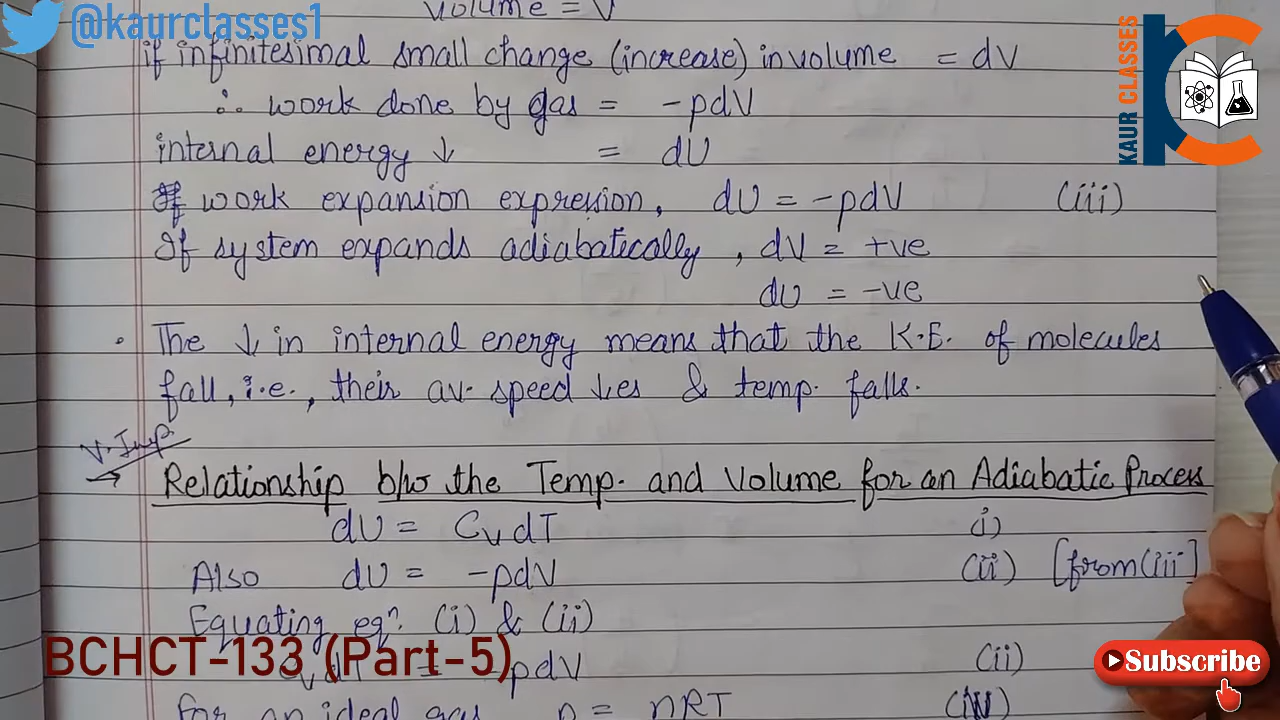 @kaurclasses1
volume = V
if infinitesimal small change (increase) in volume = dV
∴ work done by gas = -pdV
internal energy ↓ = dU
work expansion expression, dU = -pdV (iii)
If system expands adiabatically, dV = +ve
dU = -ve
• The ↓ in internal energy means that the K.E. of molecules
fall, i.e., their av. speed ↓es & temp. falls.
V. Imp.
→ Relationship b/w the Temp. and Volume for an Adiabatic Process
dU = CvdT (i)
Also dU = -pdV (ii) [from (iii]
Equating eqn. (i) & (ii)
= -pdV (ii)
for an ideal gas p = nRT
KAUR CLASSES
BCHCT-133 (Part-5)
Subscribe